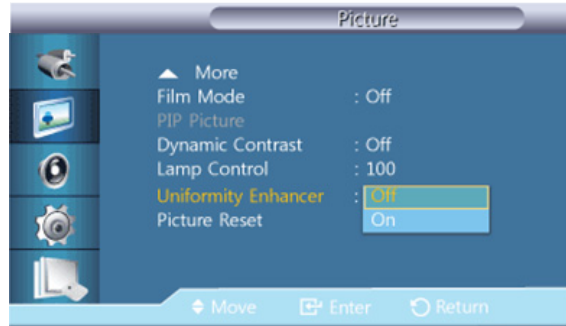 Picture
▲ More
Film Mode : Off
PIP Picture
Dynamic Contrast : Off
Lamp Control : 100
Uniformity Enhancer : Off
On
Picture Reset
Move Enter Return